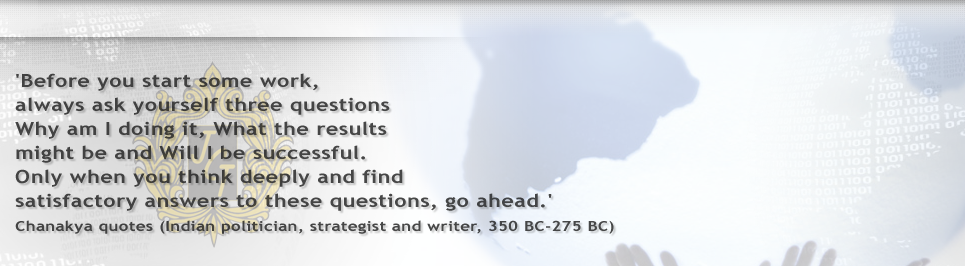 'Before you start some work,
always ask yourself three questions
Why am I doing it, What the results
might be and Will I be successful.
Only when you think deeply and find
satisfactory answers to these questions, go ahead.'
Chanakya quotes (Indian politician, strategist and writer, 350 BC-275 BC)